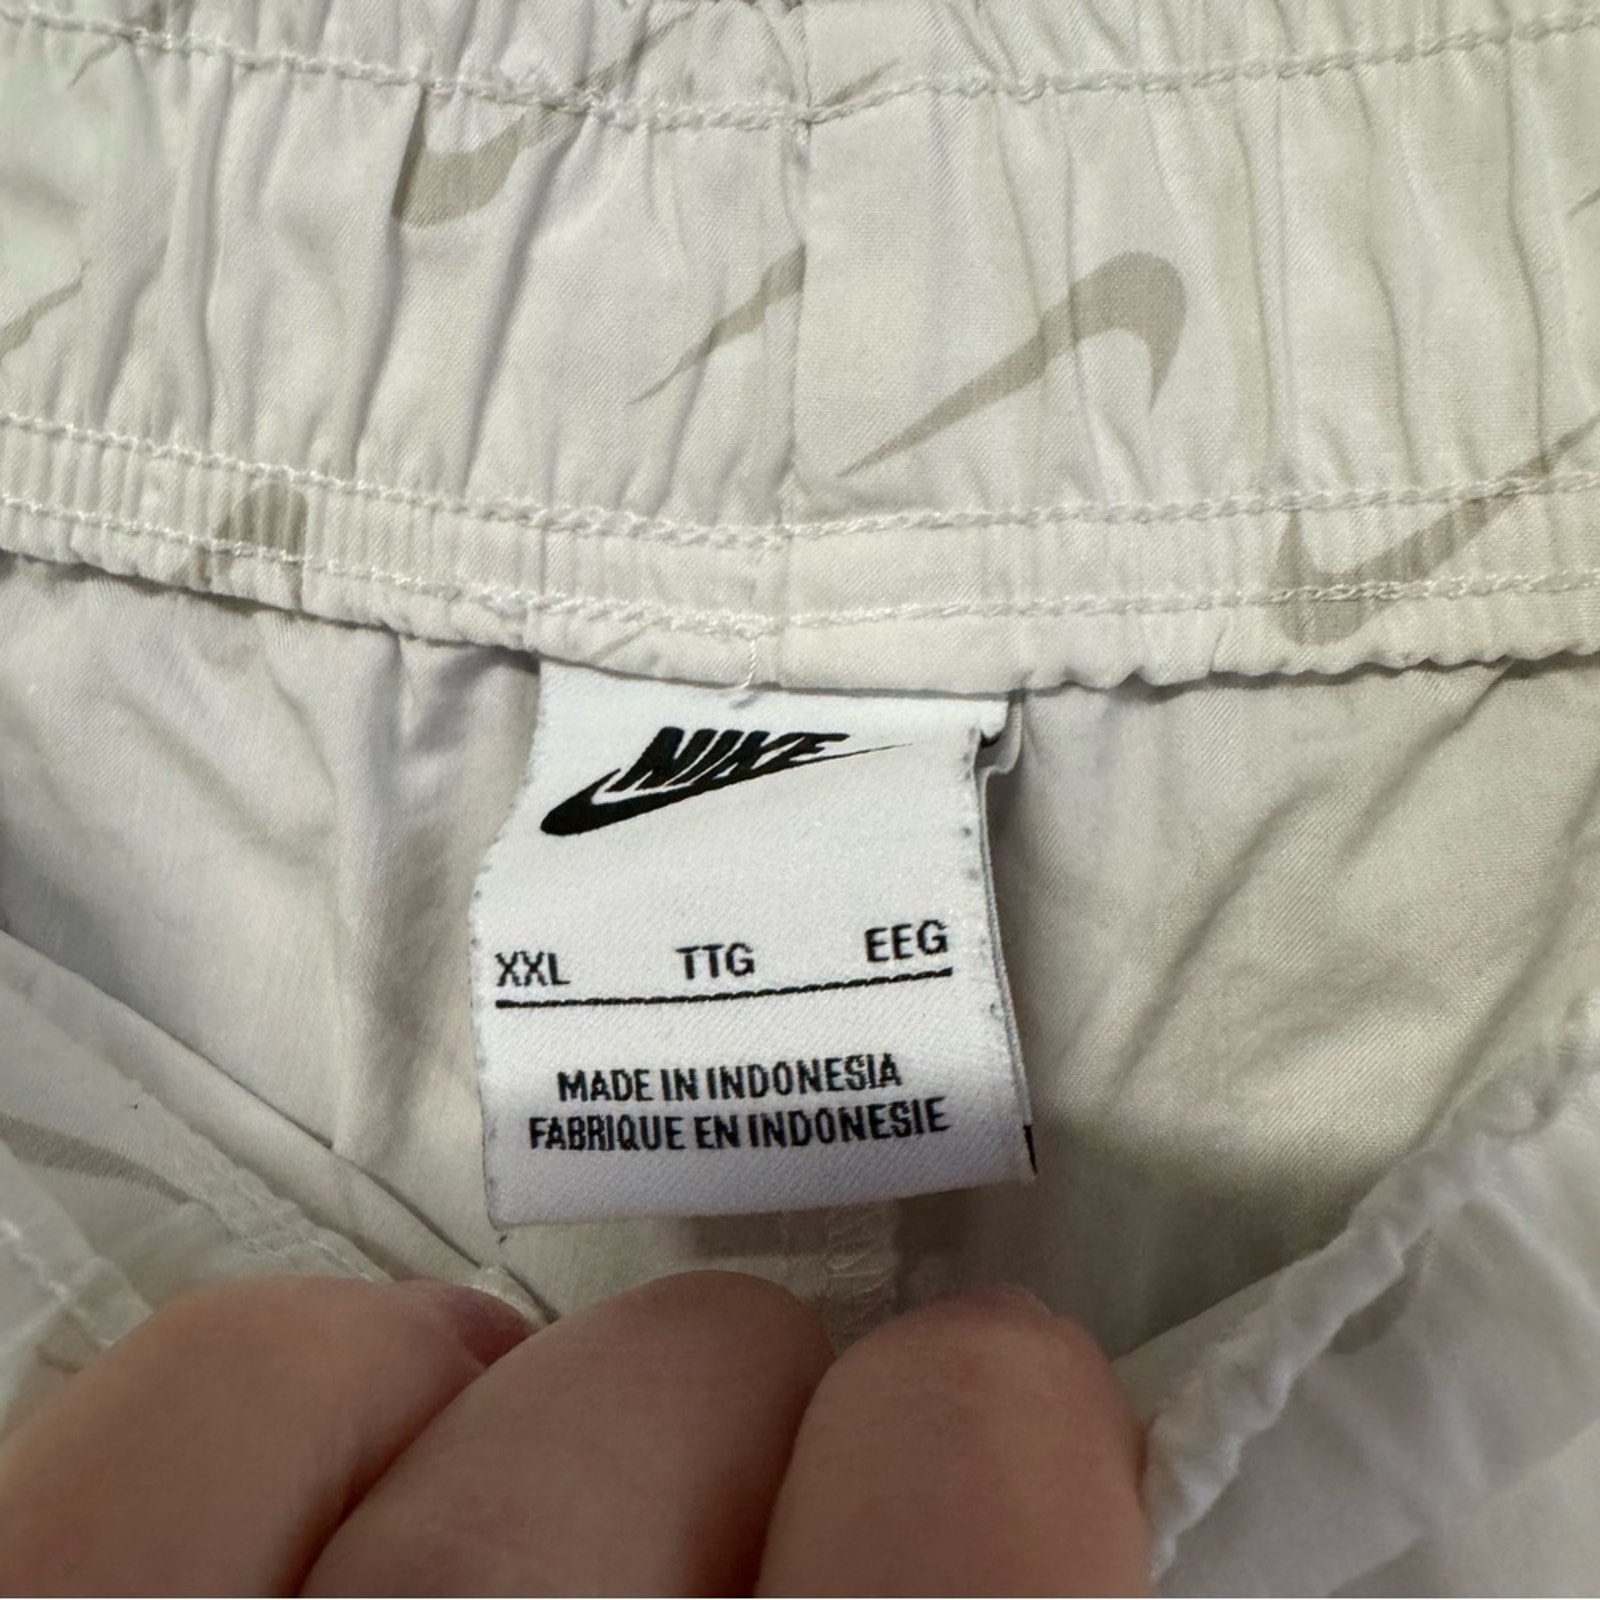 NIKE
XXL TTG EEG
MADE IN INDONESIA
FABRIQUE EN INDONESIE